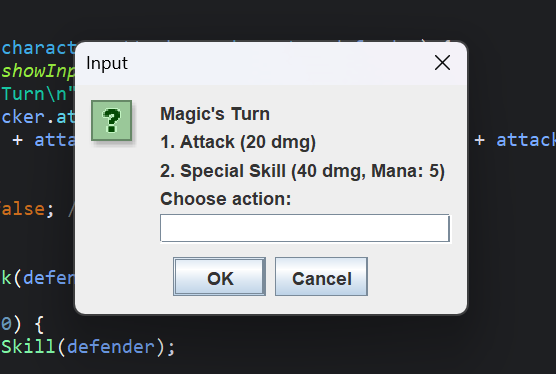 charact
showInp
Turn\n"
cker.at
+ atta
+ attack
alse; /
k(defer
0) {
Skill(defender);
Input
Magic's Turn
1. Attack (20 dmg)
2. Special Skill (40 dmg, Mana: 5)
Choose action:
OK
Cancel